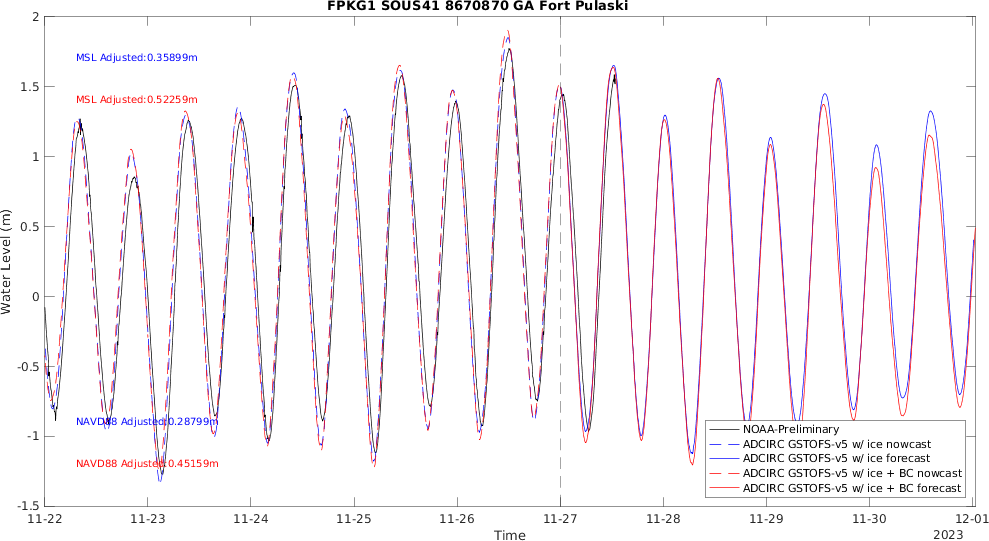 FPKG1 SOUS41 8670870 GA Fort Pulaski
2
1.5
1
0.5
0
-0.5
-1
-1.5
Water Level (m)
MSL Adjusted:0.35899m
MSL Adjusted:0.52259m
NAVD88 Adjusted:0.28799m
NAVD88 Adjusted:0.45159m
NOAA-Preliminary
ADCIRC GSTOFS-v5 w/ ice nowcast
ADCIRC GSTOFS-v5 w/ ice forecast
ADCIRC GSTOFS-v5 w/ ice + BC nowcast
ADCIRC GSTOFS-v5 w/ ice + BC forecast
11-22 11-23 11-24 11-25 11-26 11-27 11-28 11-29 11-30 12-01
Time
2023